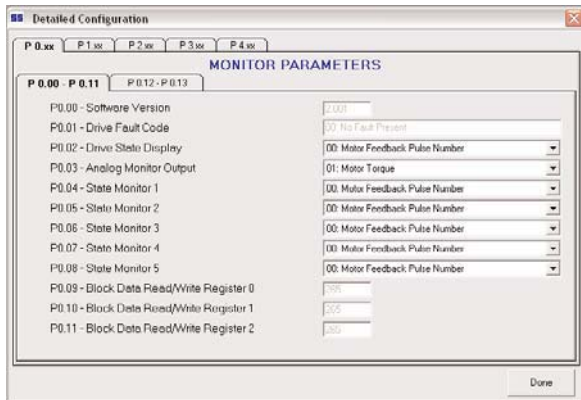 Detailed Configuration
P 0.xx P 1.xx P 2.xx P 3.xx P 4.xx
MONITOR PARAMETERS
P 0.00 - P 0.11 P 0.12 - P 0.13
P0.00 - Software Version 2.001
P0.01 - Drive Fault Code 00: No Fault Present
P0.02 - Drive State Display 00: Motor Feedback Pulse Number
P0.03 - Analog Monitor Output 01: Motor Torque
P0.04 - State Monitor 1 00: Motor Feedback Pulse Number
P0.05 - State Monitor 2 00: Motor Feedback Pulse Number
P0.06 - State Monitor 3 00: Motor Feedback Pulse Number
P0.07 - State Monitor 4 00: Motor Feedback Pulse Number
P0.08 - State Monitor 5 00: Motor Feedback Pulse Number
P0.09 - Block Data Read/Write Register 0
P0.10 - Block Data Read/Write Register 1
P0.11 - Block Data Read/Write Register 2
Done